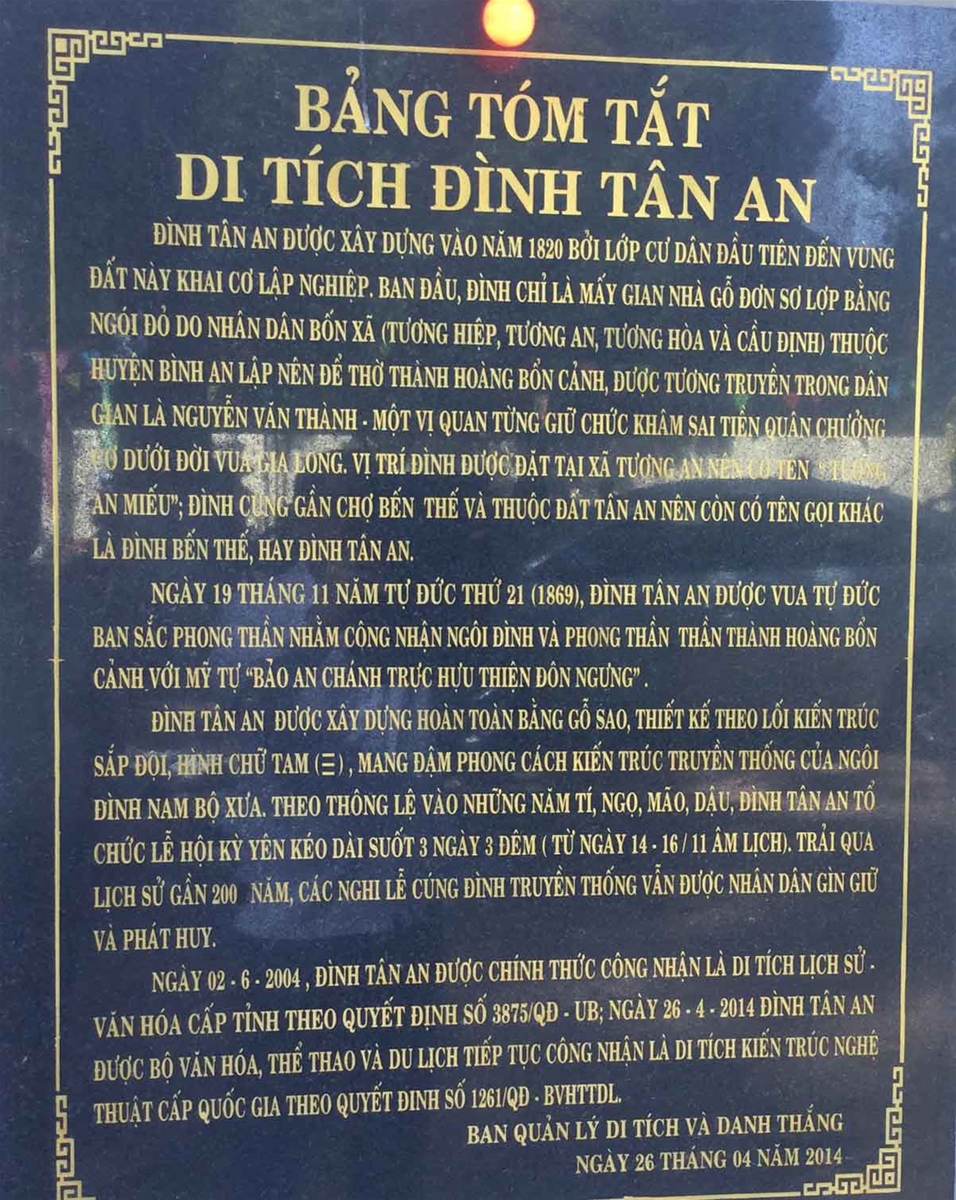 BẢNG TÓM TẮT
DI TÍCH ĐÌNH TÂN AN
ĐÌNH TÂN AN ĐƯỢC XÂY DỰNG VÀO NĂM 1820 BỞI LỚP CƯ DÂN ĐẦU TIÊN ĐẾN VÙNG
ĐẤT NÀY KHAI CƠ LẬP NGHIỆP. BAN ĐẦU, ĐÌNH CHỈ LÀ MẤY GIAN NHÀ GỖ ĐƠN SƠ LỢP BẰNG
NGÓI ĐỎ DO NHÂN DÂN BỐN XÃ (TƯƠNG HIỆP, TƯƠNG AN, TƯƠNG HÒA VÀ CẦU ĐỊNH) THUỘC
HUYỆN BÌNH AN LẬP NÊN ĐỂ THỜ THÀNH HOÀNG BỔN CẢNH, ĐƯỢC TƯƠNG TRUYỀN TRONG DÂN
GIAN LÀ NGUYỄN VĂN THÀNH - MỘT VỊ QUAN TỪNG GIỮ CHỨC KHÂM SAI TIỀN QUÂN CHƯỞNG
CƠ DƯỚI ĐỜI VUA GIA LONG. VỊ TRÍ ĐÌNH ĐƯỢC ĐẶT TẠI XÃ TƯƠNG AN NÊN CÓ TÊN "TƯƠNG
AN MIẾU"; ĐÌNH CŨNG GẦN CHỢ BẾN THẾ VÀ THUỘC ĐẤT TÂN AN NÊN CÒN CÓ TÊN GỌI KHÁC
LÀ ĐÌNH BẾN THẾ, HAY ĐÌNH TÂN AN.
NGÀY 19 THÁNG 11 NĂM TỰ ĐỨC THỨ 21 (1869), ĐÌNH TÂN AN ĐƯỢC VUA TỰ ĐỨC
BAN SẮC PHONG THẦN NHẰM CÔNG NHẬN NGÔI ĐÌNH VÀ PHONG THẦN THẦN THÀNH HOÀNG BỔN
CẢNH VỚI MỸ TỰ "BẢO AN CHÁNH TRỰC HỰU THIỆN ĐÔN NGƯNG".
ĐÌNH TÂN AN ĐƯỢC XÂY DỰNG HOÀN TOÀN BẰNG GỖ SAO, THIẾT KẾ THEO LỐI KIẾN TRÚC
SẮP ĐỌI, HÌNH CHỮ TAM (三), MANG ĐẬM PHONG CÁCH KIẾN TRÚC TRUYỀN THỐNG CỦA NGÔI
ĐÌNH NAM BỘ XƯA. THEO THÔNG LỆ VÀO NHỮNG NĂM TÍ, NGỌ, MÃO, DẬU, ĐÌNH TÂN AN TỔ
CHỨC LỄ HỘI KỲ YÊN KÉO DÀI SUỐT 3 NGÀY 3 ĐÊM ( TỪ NGÀY 14 - 16 / 11 ÂM LỊCH). TRẢI QUA
LỊCH SỬ GẦN 200 NĂM, CÁC NGHI LỄ CÚNG ĐÌNH TRUYỀN THỐNG VẪN ĐƯỢC NHÂN DÂN GÌN GIỮ
VÀ PHÁT HUY.
NGÀY 02 - 6 - 2004 , ĐÌNH TÂN AN ĐƯỢC CHÍNH THỨC CÔNG NHẬN LÀ DI TÍCH LỊCH SỬ -
VĂN HÓA CẤP TỈNH THEO QUYẾT ĐỊNH SỐ 3875/QĐ - UB; NGÀY 26 - 4 - 2014 ĐÌNH TÂN AN
ĐƯỢC BỘ VĂN HÓA, THỂ THAO VÀ DU LỊCH TIẾP TỤC CÔNG NHẬN LÀ DI TÍCH KIẾN TRÚC NGHỆ
THUẬT CẤP QUỐC GIA THEO QUYẾT ĐINH SỐ 1261/QĐ - BVHTTDL.
BAN QUẢN LÝ DI TÍCH VÀ DANH THẮNG
NGÀY 26 THÁNG 04 NĂM 2014